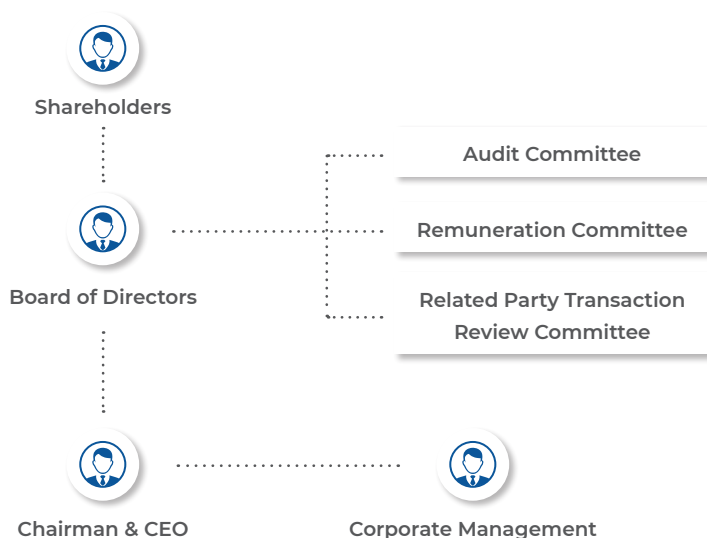 Shareholders
Audit Committee
Remuneration Committee
Board of Directors
Related Party Transaction
Review Committee
Chairman & CEO
Corporate Management